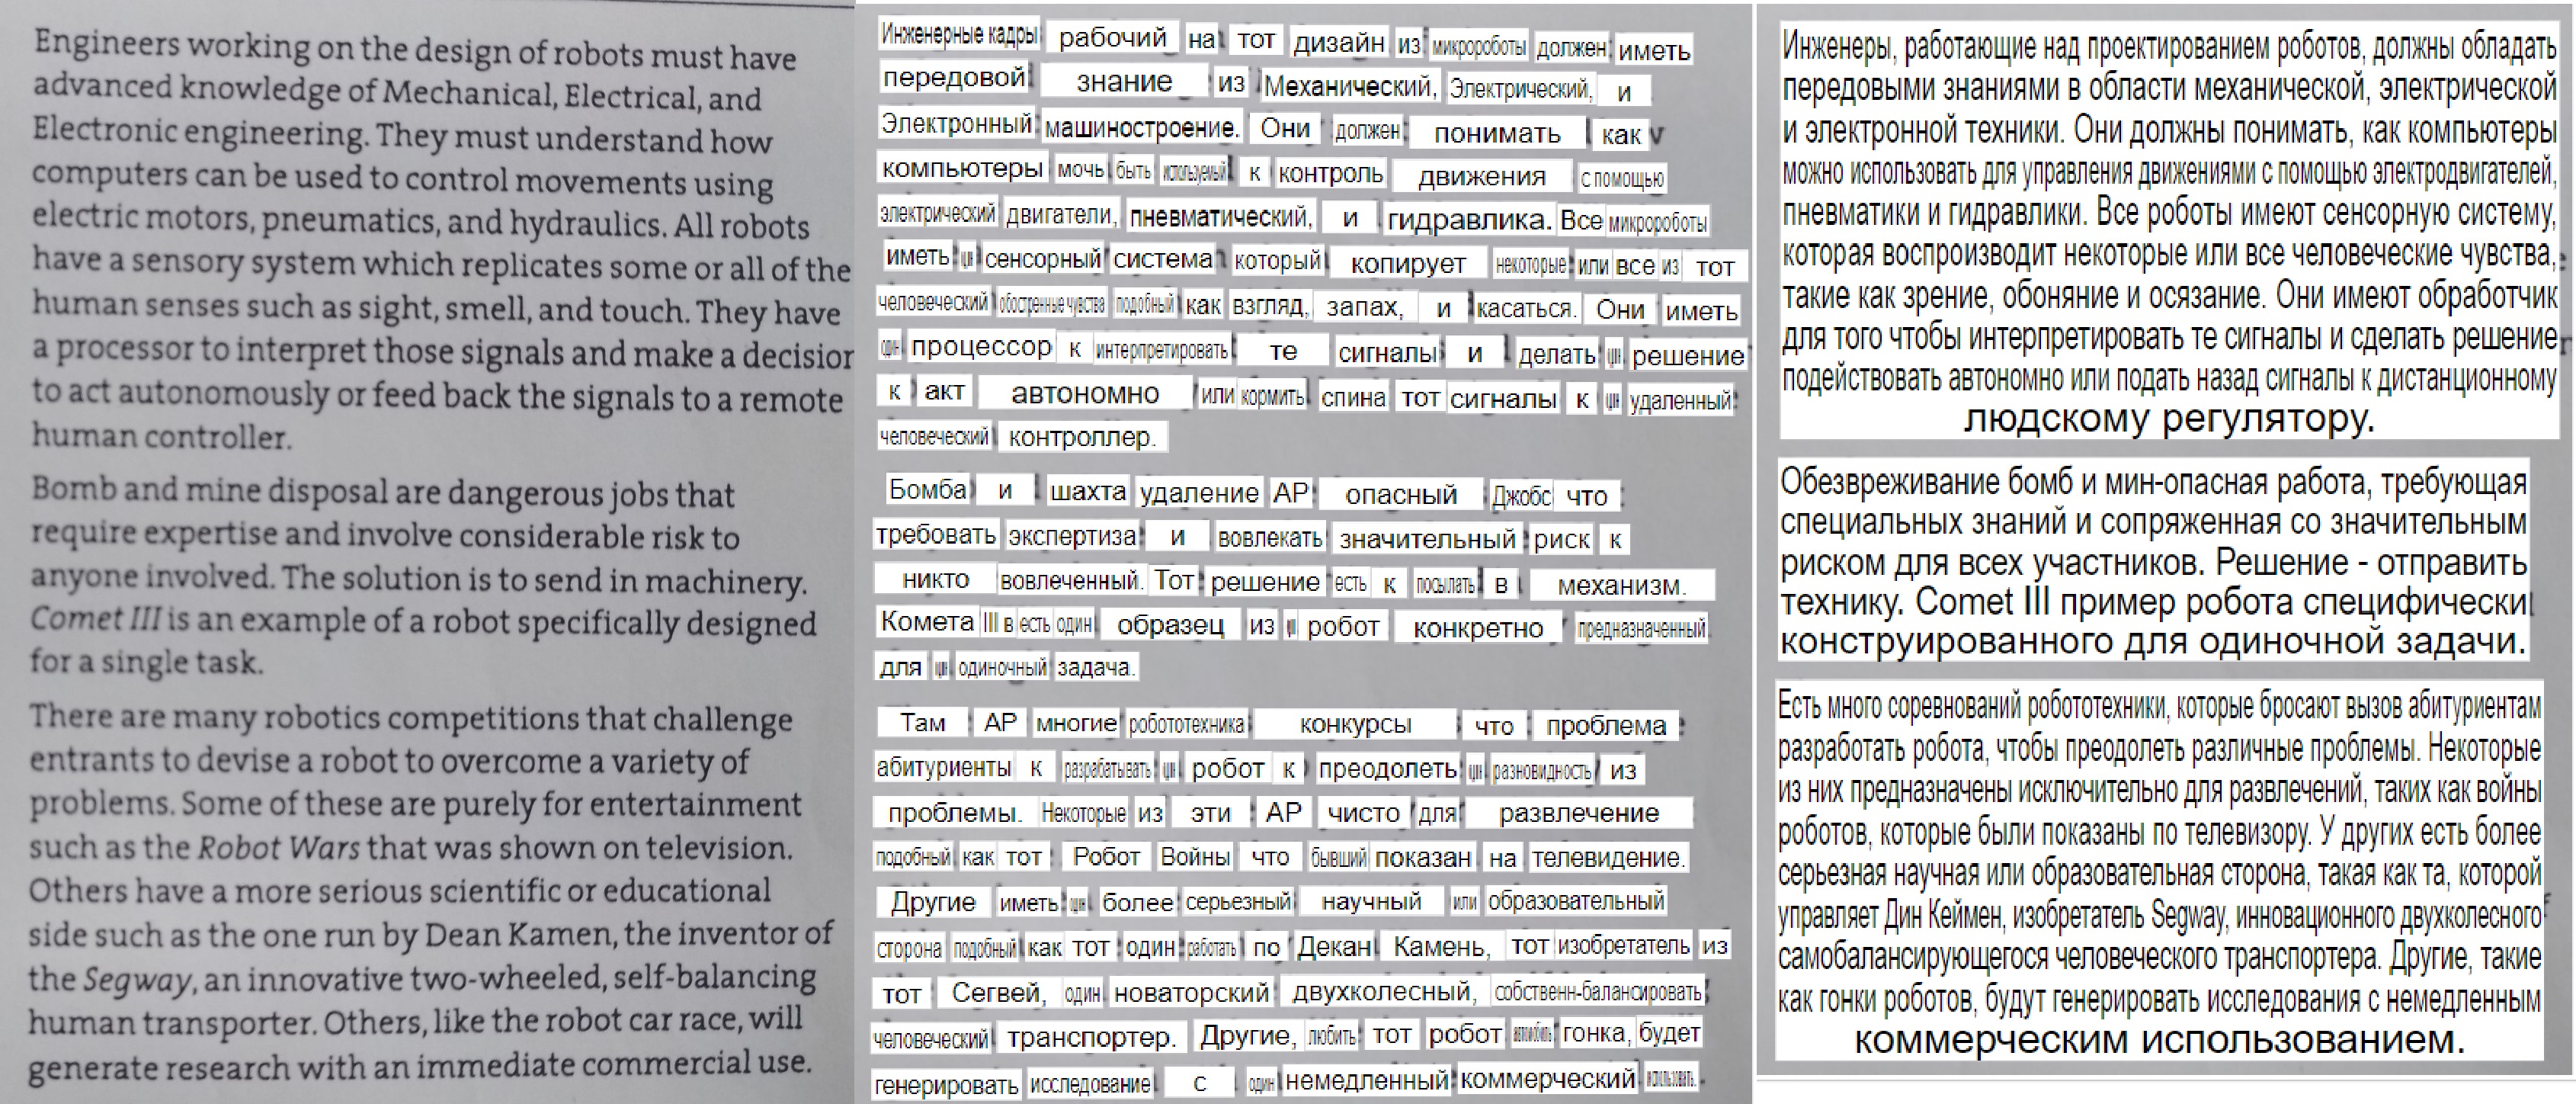 Engineers working on the design of robots must have
advanced knowledge of Mechanical, Electrical, and
Electronic engineering. They must understand how
computers can be used to control movements using
electric motors, pneumatics, and hydraulics. All robots
have a sensory system which replicates some or all of the
human senses such as sight, smell, and touch. They have
a processor to interpret those signals and make a decision
to act autonomously or feed back the signals to a remote
human controller.
Bomb and mine disposal are dangerous jobs that
require expertise and involve considerable risk to
anyone involved. The solution is to send in machinery.
Comet III is an example of a robot specifically designed
for a single task.
There are many robotics competitions that challenge
entrants to devise a robot to overcome a variety of
problems. Some of these are purely for entertainment
such as the Robot Wars that was shown on television.
Others have a more serious scientific or educational
side such as the one run by Dean Kamen, the inventor of
the Segway, an innovative two-wheeled, self-balancing
human transporter. Others, like the robot car race, will
generate research with an immediate commercial use.
Инженерные кадры рабочий на тот дизайн из микророботы должен иметь
передовой знание из Механический, Электрический, и
Электронный машиностроение. Они должен понимать как
компьютеры мочь быть используемый к контроль движения с помощью
электрический двигатели, пневматический, и гидравлика. Все микророботы
иметь сенсорный система который копирует некоторые или все из тот
человеческий обостренные чувства подобный как взгляд, запах, и касаться. Они иметь
один процессор к интерпретировать те сигналы и делать решение
к акт автономно или кормить спина тот сигналы к удаленный
человеческий контроллер.
Бомба и шахта удаление АР опасный Джобс что
требовать экспертиза и вовлекать значительный риск к
никто вовлеченный. Тот решение есть к посылать в механизм.
Комета III в есть один образец из робот конкретно предназначенный
для одиночный задача.
Там АР многие робототехника конкурсы что проблема
абитуриенты к разрабатывать робот к преодолеть разновидность из
проблемы. Некоторые из эти АР чисто для развлечение
подобный как тот Робот Войны что бывший показан на телевидение.
Другие иметь более серьезный научный или образовательный
сторона подобный как тот один работать по Декан Камень, тот изобретатель из
тот Сегвей, один новаторский двухколесный, собственн-балансировать
человеческий транспортер. Другие, любить тот робот автомобиль гонка, будет
генерировать исследование с один немедленный коммерческий использовать.
Инженеры, работающие над проектированием роботов, должны обладать
передовыми знаниями в области механической, электрической
и электронной техники. Они должны понимать, как компьютеры
можно использовать для управления движениями с помощью электродвигателей,
пневматики и гидравлики. Все роботы имеют сенсорную систему,
которая воспроизводит некоторые или все человеческие чувства,
такие как зрение, обоняние и осязание. Они имеют обработчик
для того чтобы интерпретировать те сигналы и сделать решение
подействовать автономно или подать назад сигналы к дистанционному
людскому регулятору.
Обезвреживание бомб и мин-опасная работа, требующая
специальных знаний и сопряженная со значительным
риском для всех участников. Решение - отправить
технику. Comet III пример робота специфически
конструированного для одиночной задачи.
Есть много соревнований робототехники, которые бросают вызов абитуриентам
разработать робота, чтобы преодолеть различные проблемы. Некоторые
из них предназначены исключительно для развлечений, таких как войны
роботов, которые были показаны по телевизору. У других есть более
серьезная научная или образовательная сторона, такая как та, которой
управляет Дин Кеймен, изобретатель Segway, инновационного двухколесного
самобалансирующегося человеческого транспортера. Другие, такие
как гонки роботов, будут генерировать исследования с немедленным
коммерческим использованием.